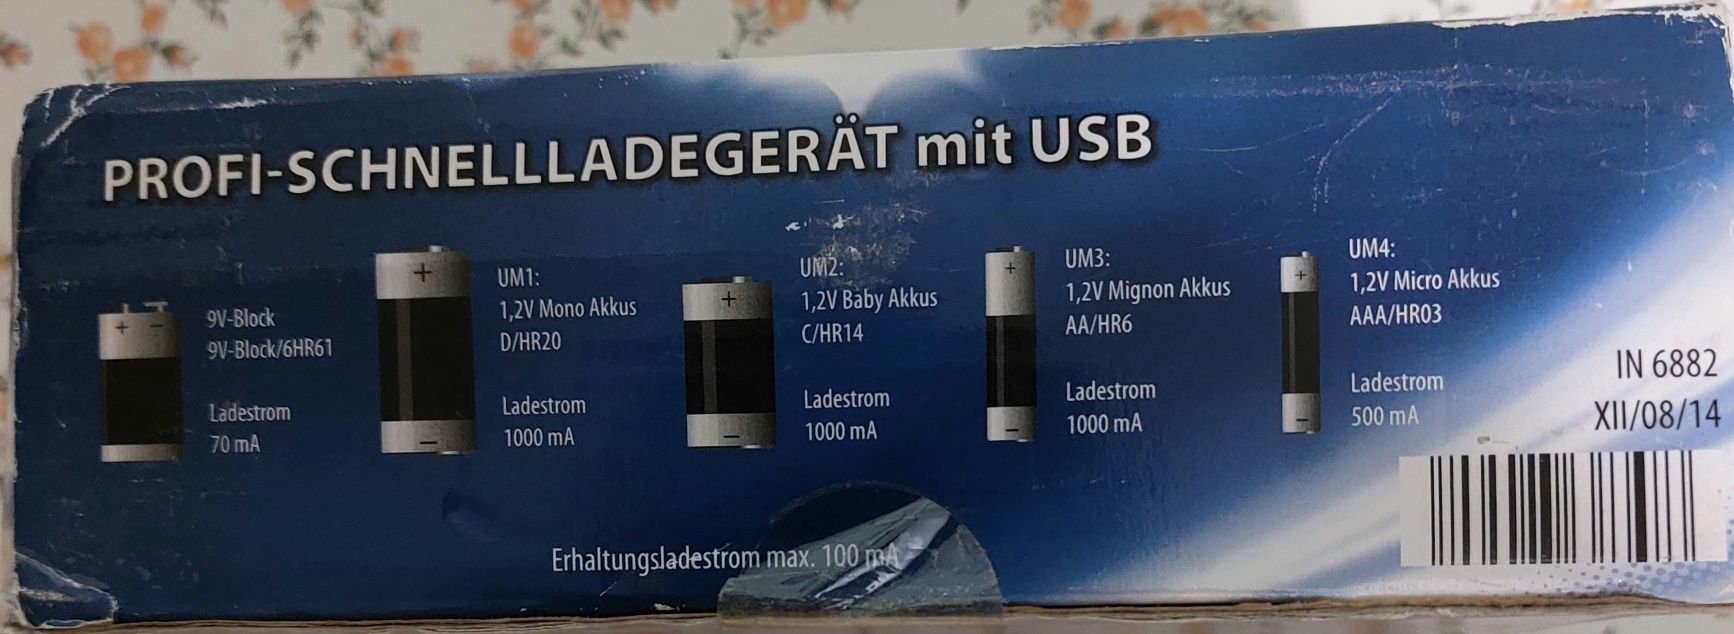 PROFI-SCHNELLLADEGERÄT mit USB
9V-Block
9V-Block/6HR61
Ladestrom
70 mA
UM1:
1,2V Mono Akkus
D/HR20
Ladestrom
1000 mA
UM2:
1,2V Baby Akkus
C/HR14
Ladestrom
1000 mA
UM3:
1,2V Mignon Akkus
AA/HR6
Ladestrom
1000 mA
UM4:
1,2V Micro Akkus
AAA/HR03
Ladestrom
500 mA
IN 6882
XII/08/14
Erhaltungsladestrom max. 100 mA